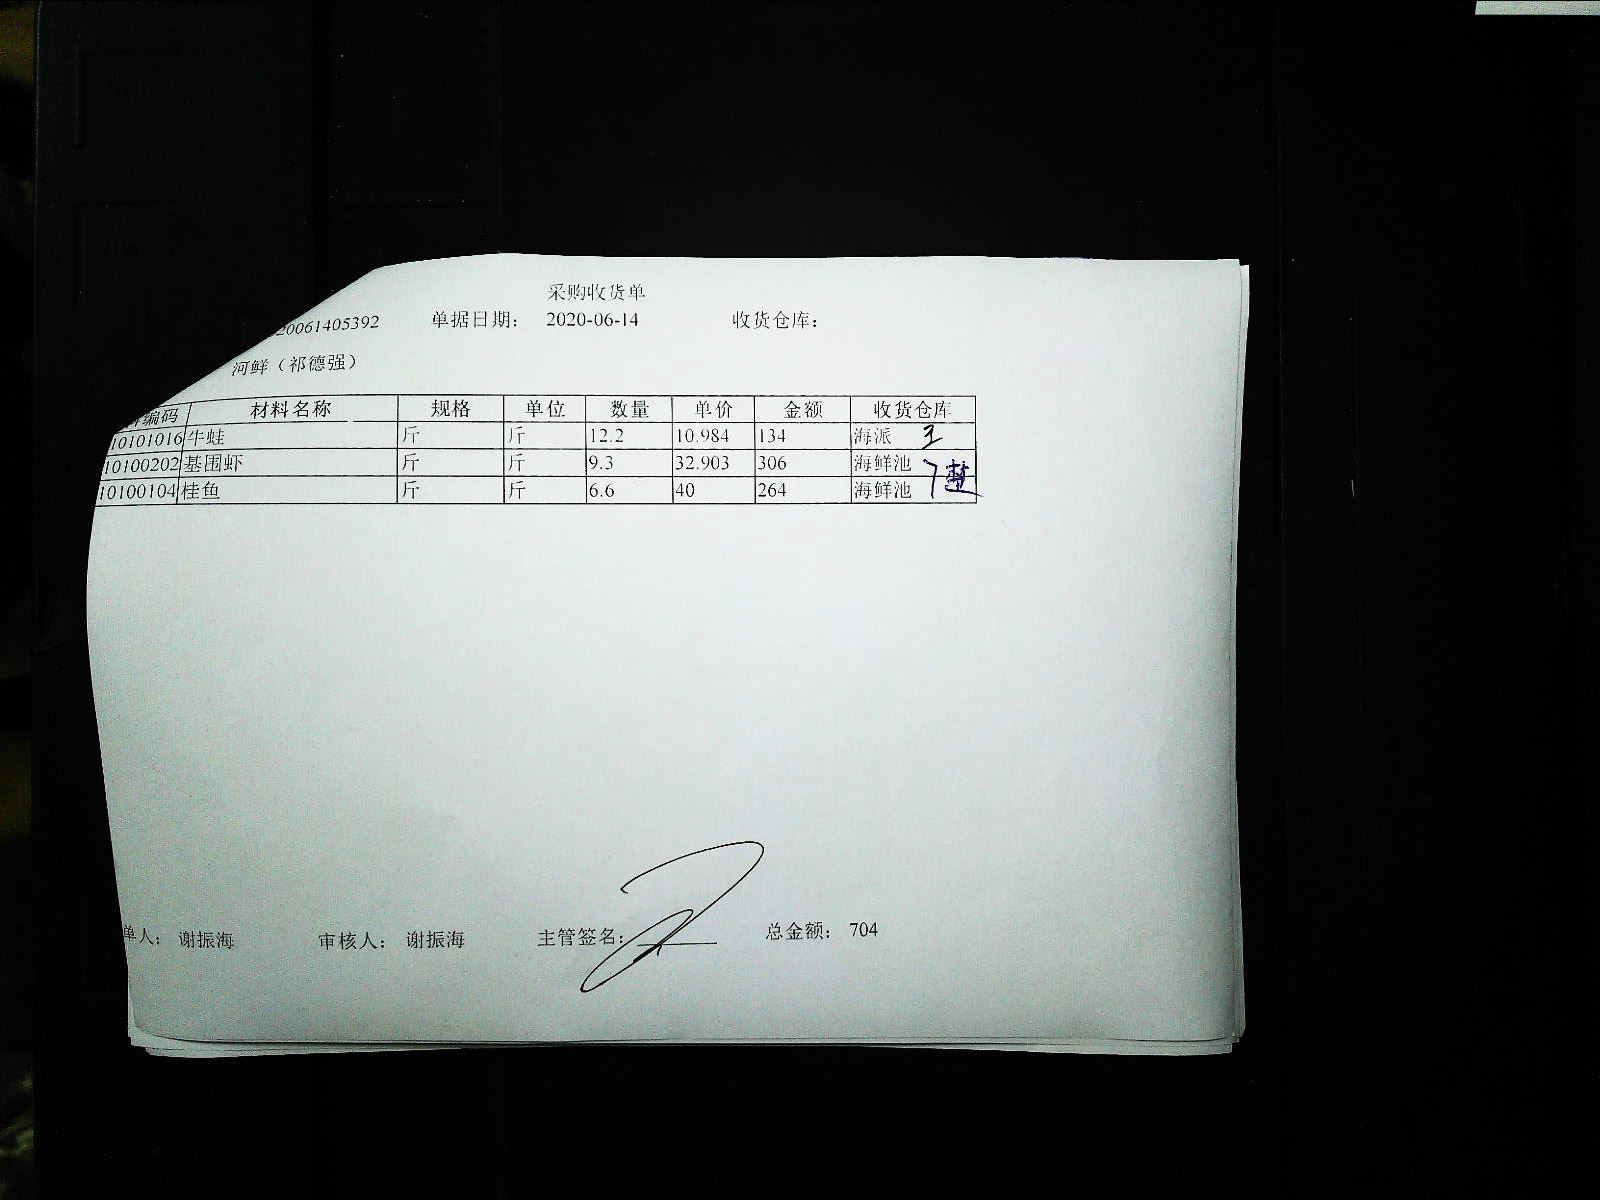 采购收货单
20061405392 单据日期: 2020-06-14 收货仓库:
河鲜（祁德强）
编码 材料名称 规格 单位 数量 单价 金额 收货仓库
10101016 牛蛙 斤 斤 12.2 10.984 134 海派 王
10100202 基围虾 斤 斤 9.3 32.903 306 海鲜池
10100104 桂鱼 斤 斤 6.6 40 264 海鲜池
单人: 谢振海 审核人: 谢振海 主管签名: 总金额: 704